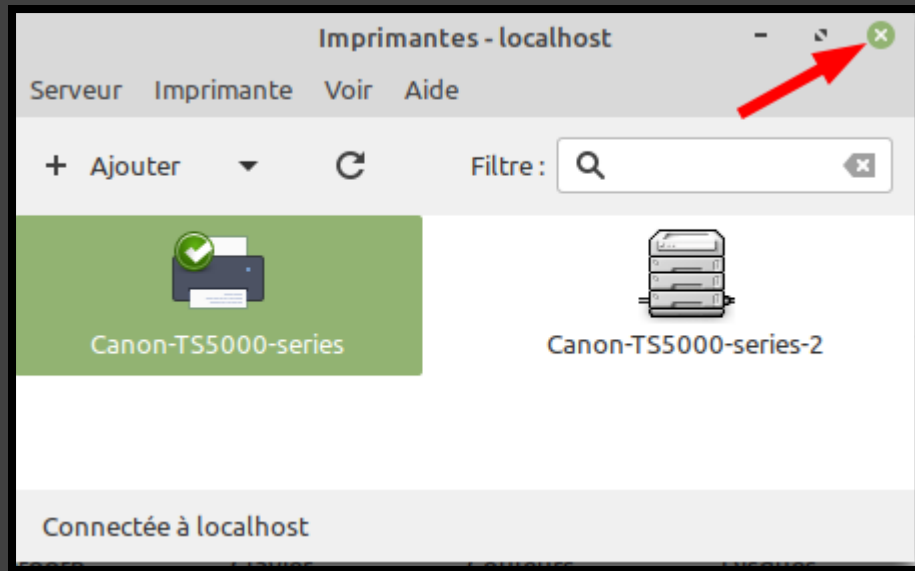 Imprimantes - localhost
Serveur Imprimante Voir Aide
+ Ajouter Filtre :
Canon-TS5000-series Canon-TS5000-series-2
Connectée à localhost